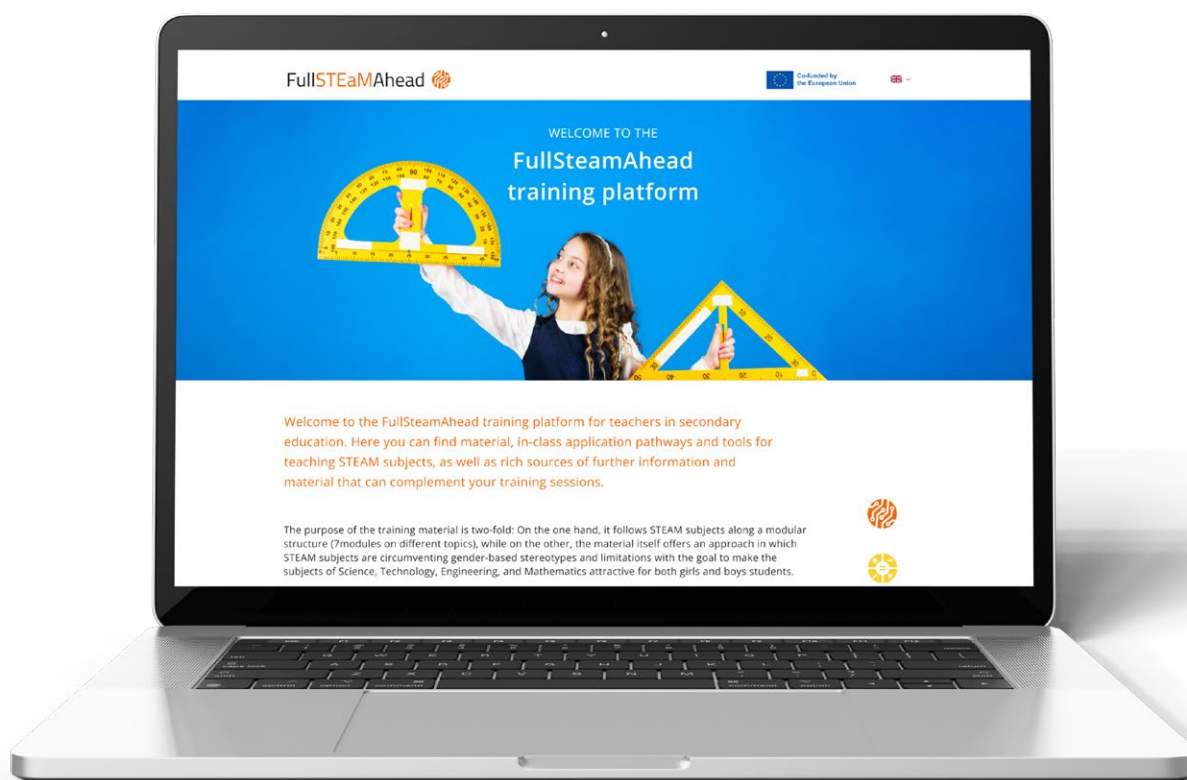 FullSTEaMAhead
Co-funded by
the European Union
WELCOME TO THE
FullSteamAhead
training platform
Welcome to the FullSteamAhead training platform for teachers in secondary
education. Here you can find material, in-class application pathways and tools for
teaching STEAM subjects, as well as rich sources of further information and
material that can complement your training sessions.
The purpose of the training material is two-fold: On the one hand, it follows STEAM subjects along a modular
structure (7modules on different topics), while on the other, the material itself offers an approach in which
STEAM subjects are circumventing gender-based stereotypes and limitations with the goal to make the
subjects of Science, Technology, Engineering, and Mathematics attractive for both girls and boys students.